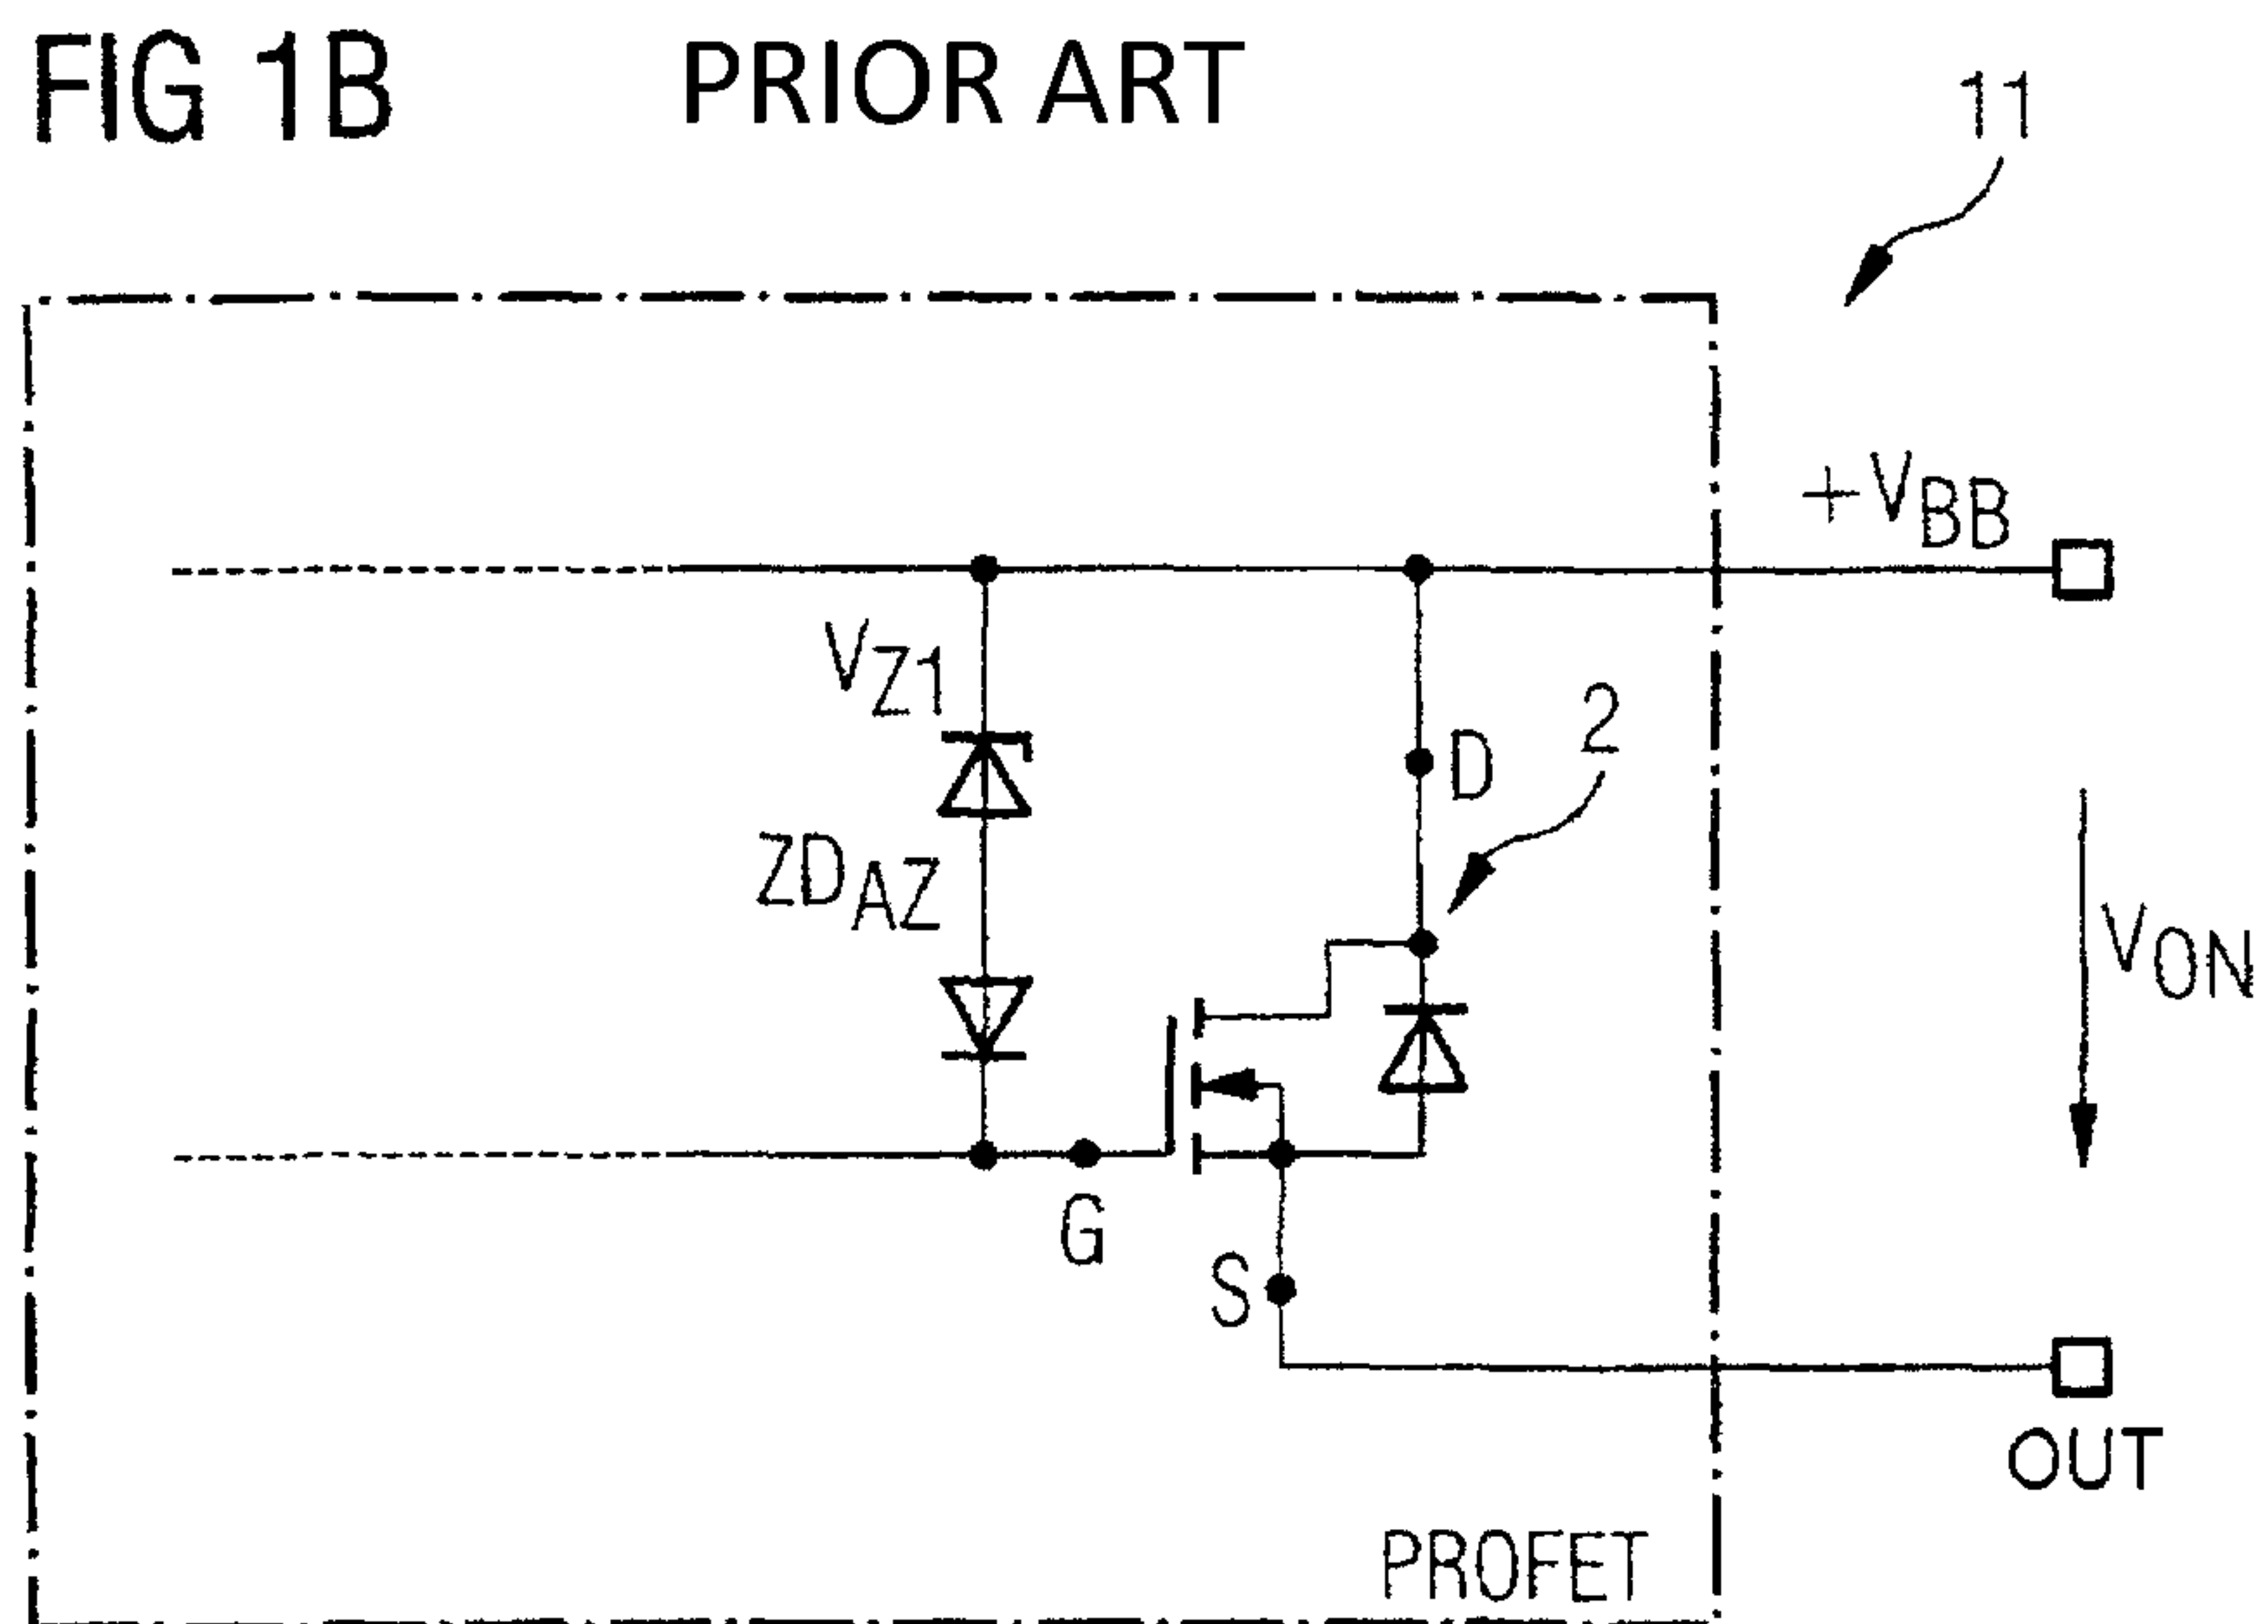 FIG 1B PRIOR ART
11
+VBB
VZ1
2
D
ZDAZ
VON
G
S
OUT
PROFET